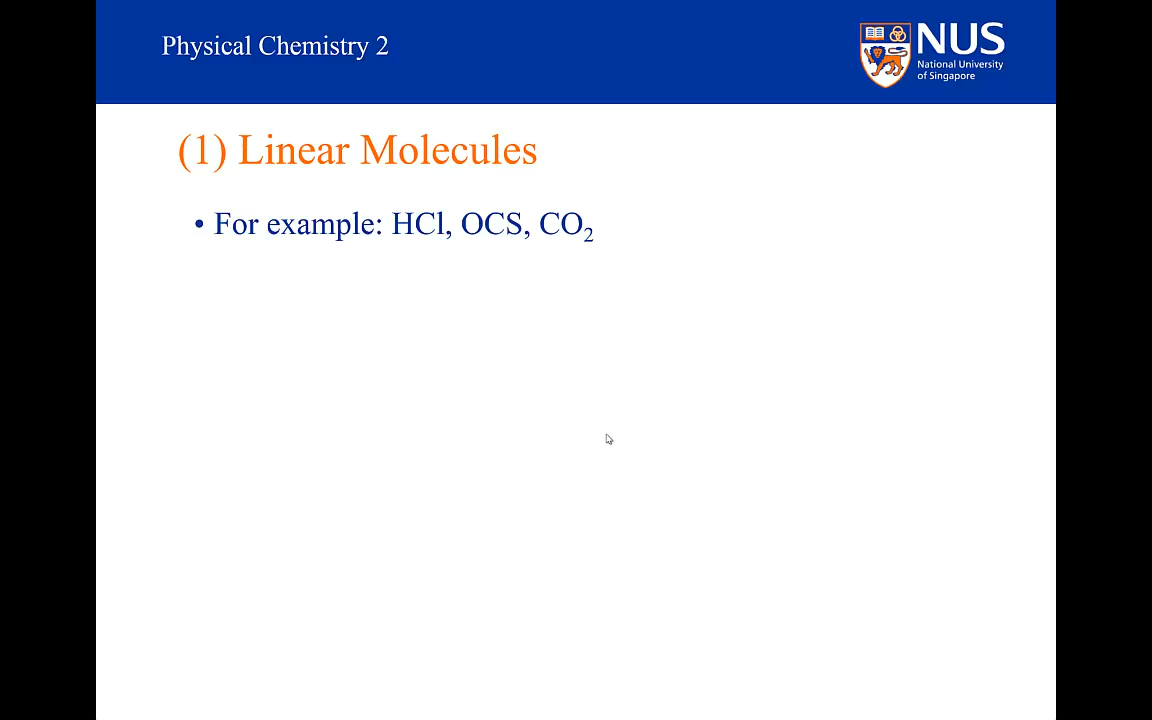 Physical Chemistry 2
NUS
National University
of Singapore
(1) Linear Molecules
• For example: HCl, OCS, CO₂